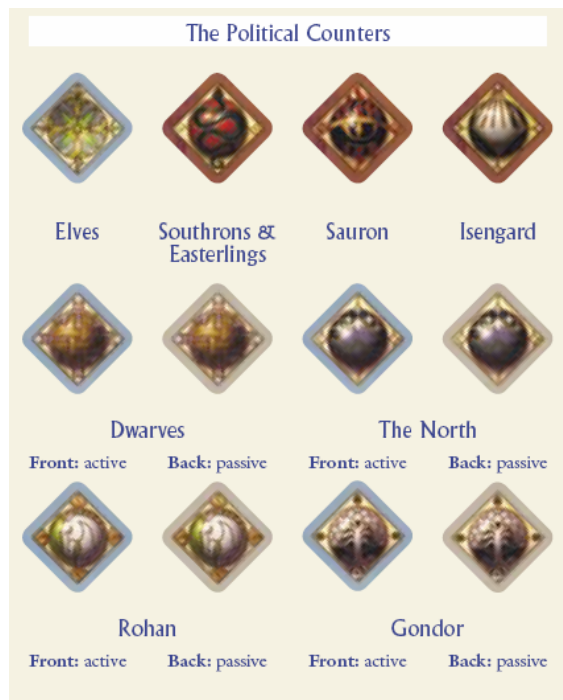 The Political Counters
Elves
Southrons &
Easterlings
Sauron
Isengard
Dwarves
The North
Front: active
Back: passive
Front: active
Back: passive
Rohan
Gondor
Front: active
Back: passive
Front: active
Back: passive